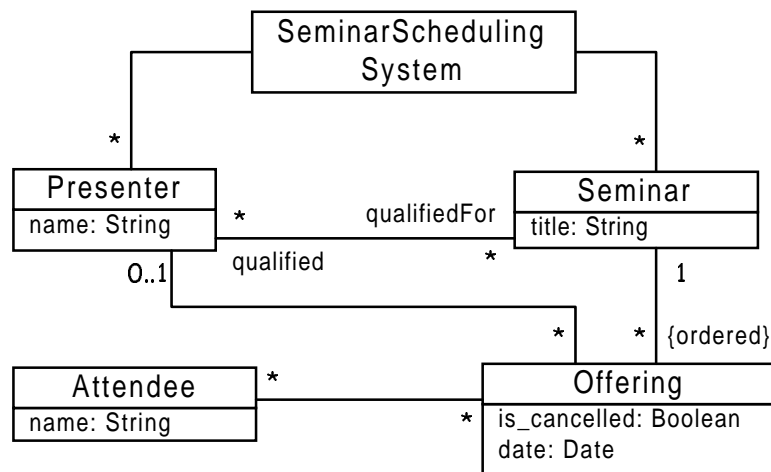 SeminarScheduling
System
*
*
Presenter
name: String
Seminar
title: String
*
qualifiedFor
qualified
*
0..1
1
*
*
{ordered}
Attendee
name: String
*
*
Offering
is_cancelled: Boolean
date: Date